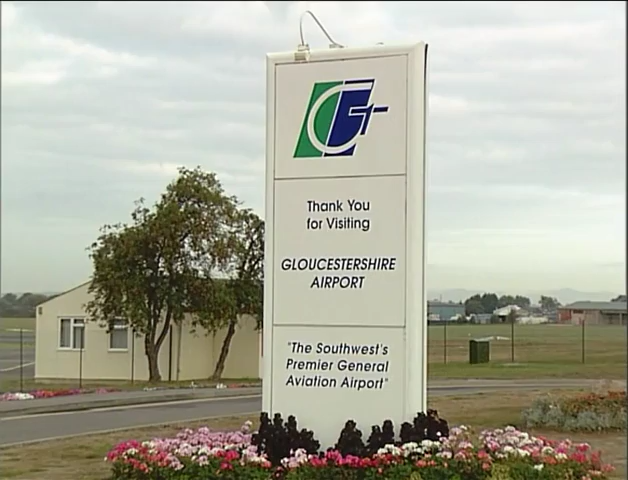 Thank You
for Visiting
GLOUCESTERSHIRE
AIRPORT
"The Southwest's
Premier General
Aviation Airport"